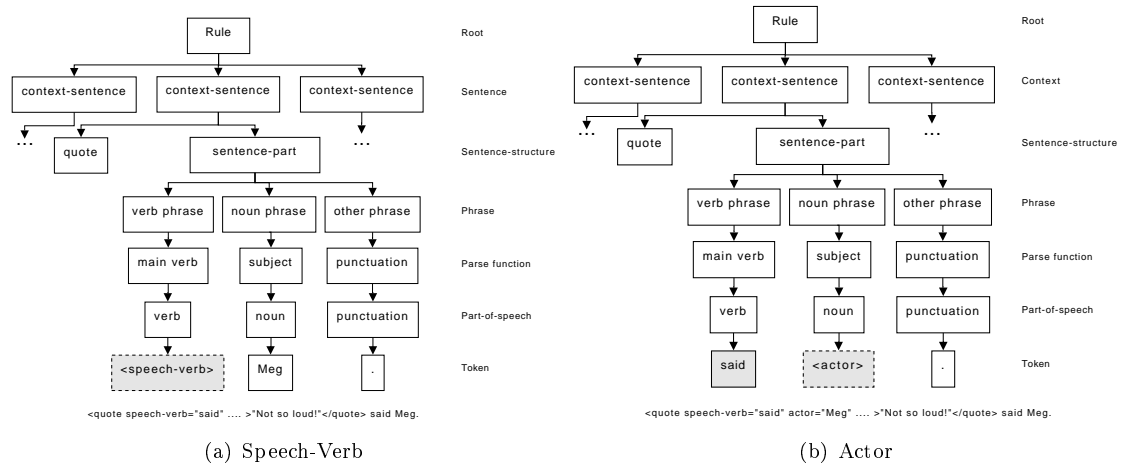 Rule Root
context-sentence context-sentence context-sentence Sentence
... quote sentence-part ... Sentence-structure
verb phrase noun phrase other phrase Phrase
main verb subject punctuation Parse function
verb noun punctuation Part-of-speech
<speech-verb> Meg . Token
<quote speech-verb="said" .... >"Not so loud!"</quote> said Meg.
(a) Speech-Verb
Rule Root
context-sentence context-sentence context-sentence Context
... quote sentence-part ... Sentence-structure
verb phrase noun phrase other phrase Phrase
main verb subject punctuation Parse function
verb noun punctuation Part-of-speech
said <actor> . Token
<quote speech-verb="said" actor="Meg" .... >"Not so loud!"</quote> said Meg.
(b) Actor